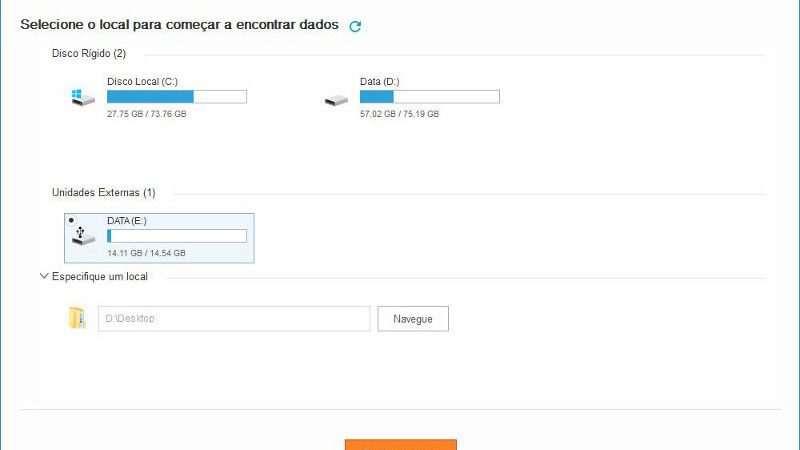 Selecione o local para começar a encontrar dados
Disco Rígido (2)
Disco Local (C:)
27.75 GB / 73.76 GB
Data (D:)
57.02 GB / 75.19 GB
Unidades Externas (1)
DATA (E:)
14.11 GB / 14.54 GB
Especifique um local
D:\Desktop
Navegue